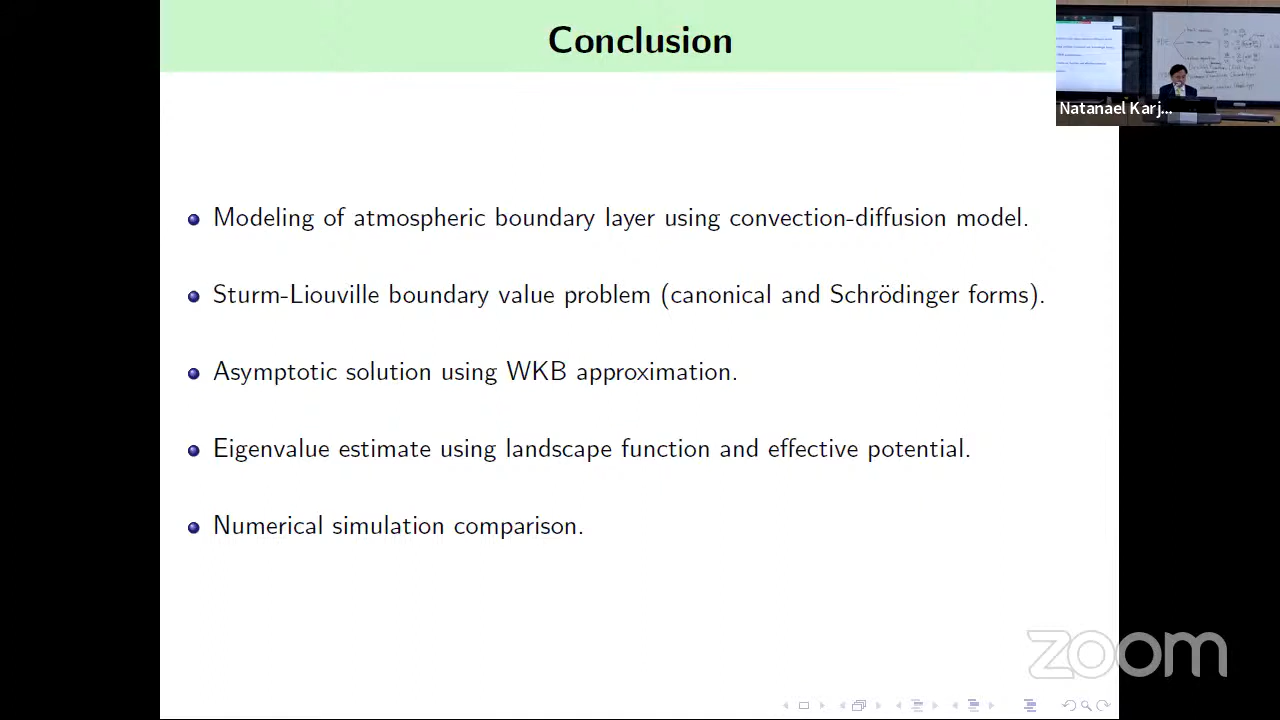 Conclusion
Natanael Karj...
Modeling of atmospheric boundary layer using convection-diffusion model.
Sturm-Liouville boundary value problem (canonical and Schrödinger forms).
Asymptotic solution using WKB approximation.
Eigenvalue estimate using landscape function and effective potential.
Numerical simulation comparison.
zoom